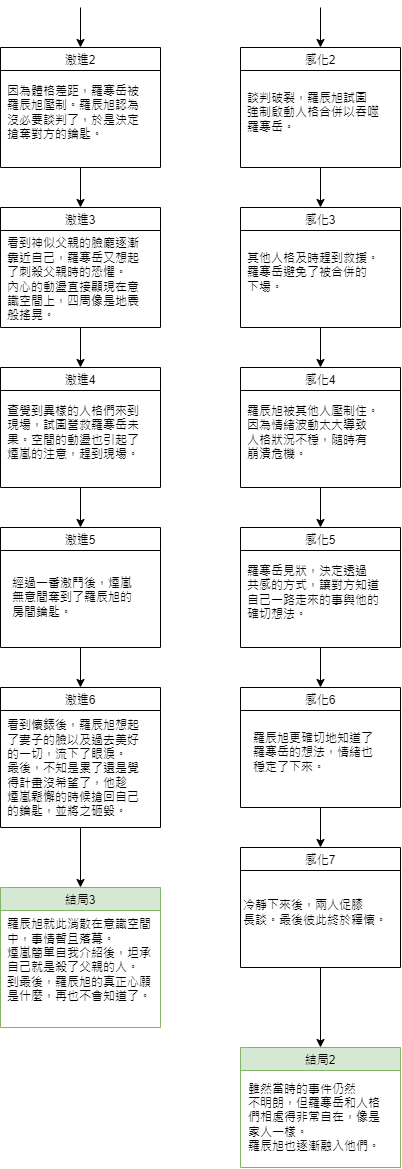 激進2
因為體格差距，羅寒岳被
羅辰旭壓制。羅辰旭認為
沒必要談判了，於是決定
搶奪對方的鑰匙。
激進3
看到神似父親的臉龐逐漸
靠近自己，羅寒岳又想起
了刺殺父親時的恐懼。
內心的動盪直接顯現在意
識空間上，四周像是地震
般搖晃。
激進4
查覺到異樣的人格們來到
現場，試圖營救羅寒岳未
果。空間的動盪也引起了
煙嵐的注意，趕到現場。
激進5
經過一番激鬥後，煙嵐
無意間奪到了羅辰旭的
房間鑰匙。
激進6
看到懷錶後，羅辰旭想起
了妻子的臉以及過去美好
的一切，流下了眼淚。
最後，不知是累了還是覺
得計畫沒希望了，他趁
煙嵐鬆懈的時候搶回自己
的鑰匙，並將之砸毀。
結局3
羅辰旭就此消散在意識空間
中，事情暫且落幕。
煙嵐簡單自我介紹後，坦承
自己就是殺了父親的人。
到最後，羅辰旭的真正心願
是什麼，再也不會知道了。
感化2
談判破裂，羅辰旭試圖
強制啟動人格合併以吞噬
羅寒岳。
感化3
其他人格及時趕到救援。
羅寒岳避免了被合併的
下場。
感化4
羅辰旭被其他人壓制住。
因為情緒波動太大導致
人格狀況不穩，隨時有
崩潰危機。
感化5
羅寒岳見狀，決定透過
共感的方式，讓對方知道
自己一路走來的事與他的
確切想法。
感化6
羅辰旭更確切地知道了
羅寒岳的想法，情緒也
穩定了下來。
感化7
冷靜下來後，兩人促膝
長談。最後彼此終於釋懷。
結局2
雖然當時的事件仍然
不明朗，但羅寒岳和人格
們相處得非常自在，像是
家人一樣。
羅辰旭也逐漸融入他們。